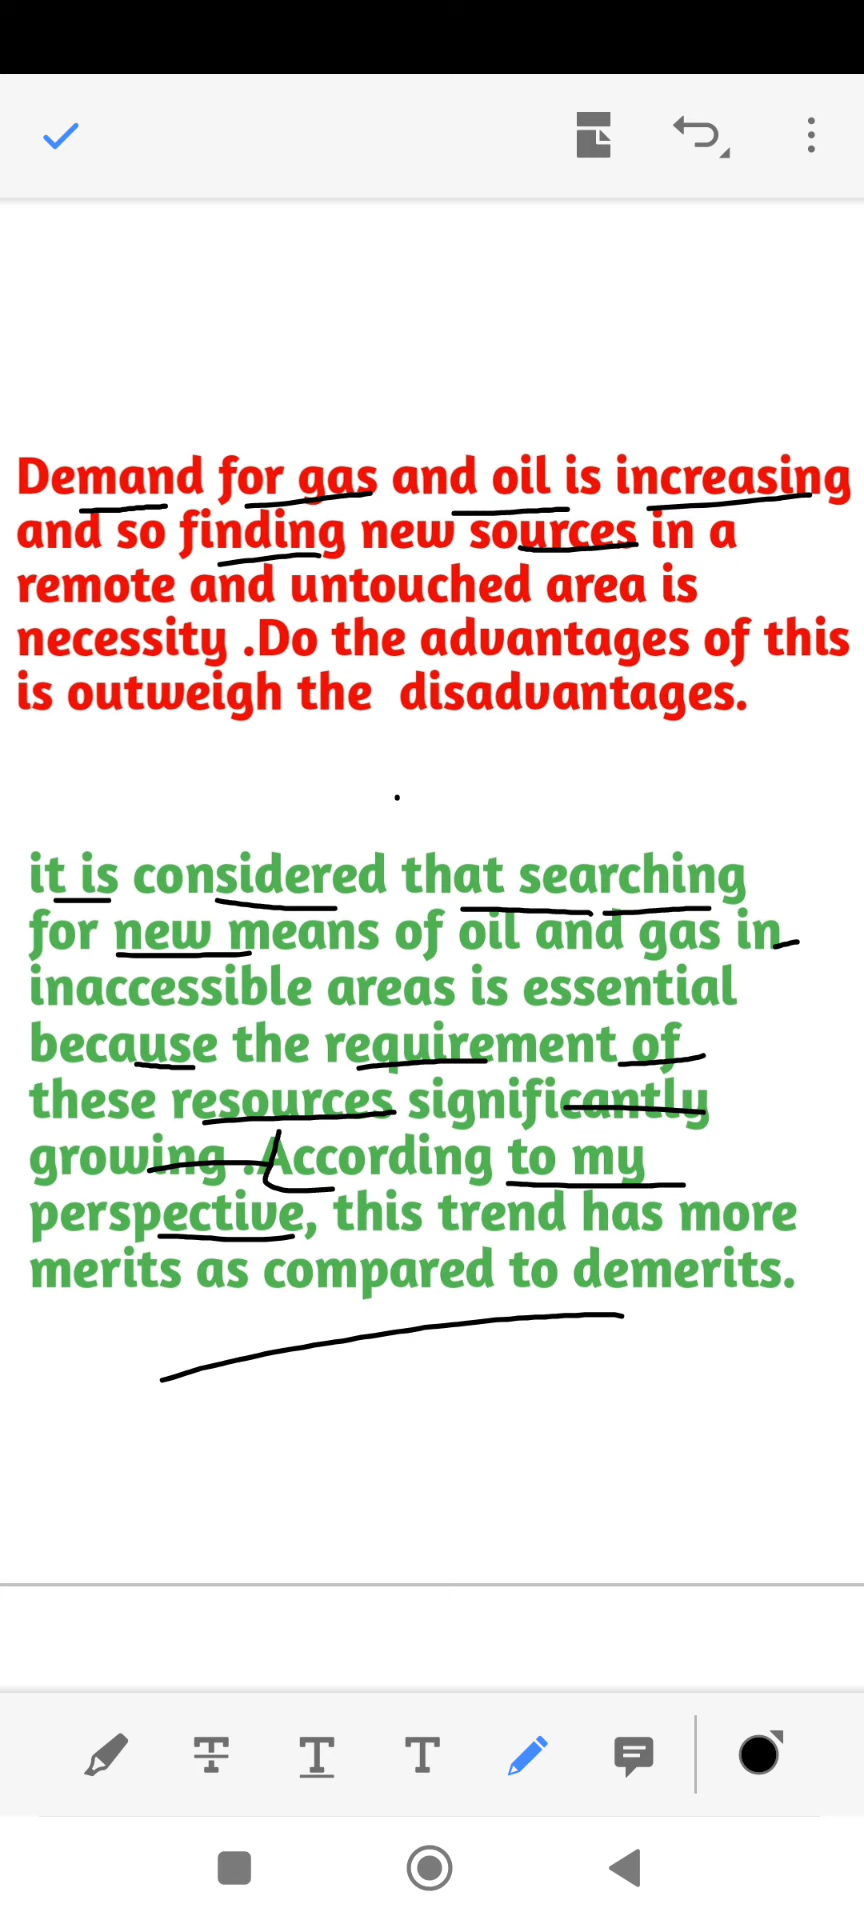 Demand for gas and oil is increasing
and so finding new sources in a
remote and untouched area is
necessity .Do the advantages of this
is outweigh the disadvantages.
it is considered that searching
for new means of oil and gas in
inaccessible areas is essential
because the requirement of
these resources significantly
growing .According to my
perspective, this trend has more
merits as compared to demerits.